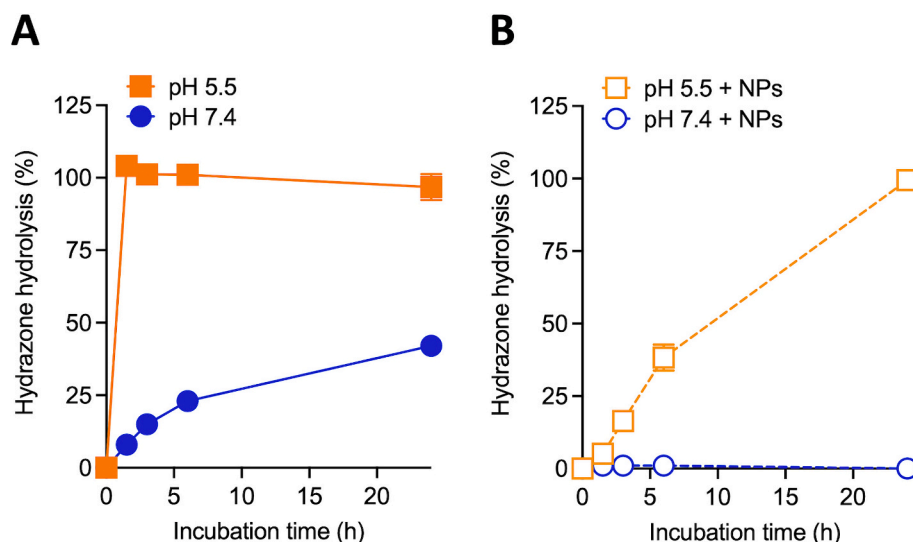 A
pH 5.5
pH 7.4
125
100
75
50
25
0
Hydrazone hydrolysis (%)
0 5 10 15 20
Incubation time (h)
B
pH 5.5 + NPs
pH 7.4 + NPs
125
100
75
50
25
0
Hydrazone hydrolysis (%)
0 5 10 15 20
Incubation time (h)